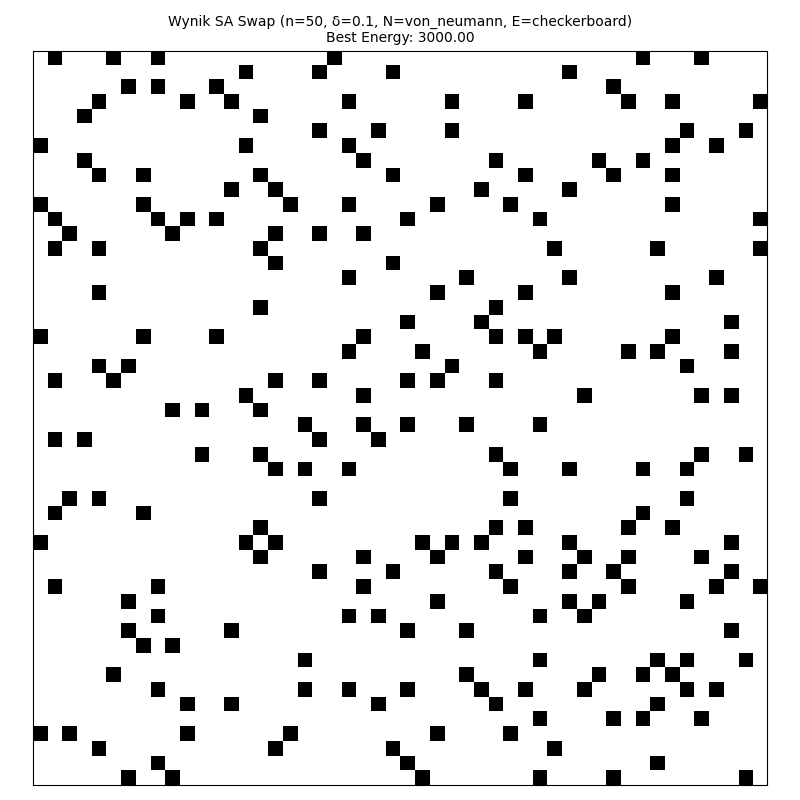 Wynik SA Swap (n=50, δ=0.1, N=von_neumann, E=checkerboard)
Best Energy: 3000.00